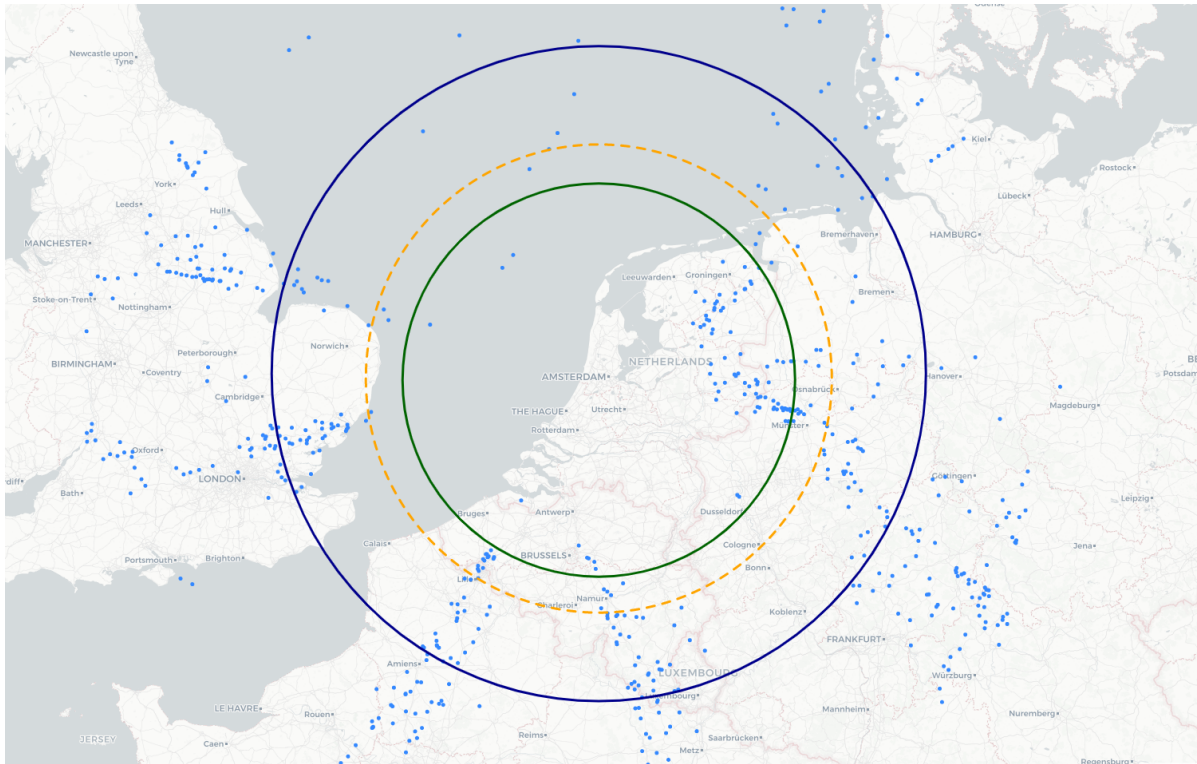 Odense
Newcastle upon
Tyne
Kiel
Rostock
York
Leeds
Lübeck
Hull
Bremerhaven
HAMBURG
MANCHESTER
Leeuwarden
Groningen
Stoke-on-Trent
Bremen
Nottingham
Norwich
Peterborough
BIRMINGHAM
Coventry
NETHERLANDS
AMSTERDAM
Hanover
Potsdam
Cambridge
Osnabrück
THE HAGUE
Utrecht
Magdeburg
Rotterdam
Münster
Oxford
LONDON
Göttingen
Bath
Leipzig
Bruges
Antwerp
Dusseldorf
Calais
Cologne
Jena
Portsmouth
Brighton
BRUSSELS
Bonn
Namur
Charleroi
Koblenz
FRANKFURT
Amiens
LUXEMBOURG
Luxembourg
Würzburg
LE HAVRE
Rouen
Mannheim
Nuremberg
JERSEY
Caen
Reims
Metz
Saarbrücken
Regensburg